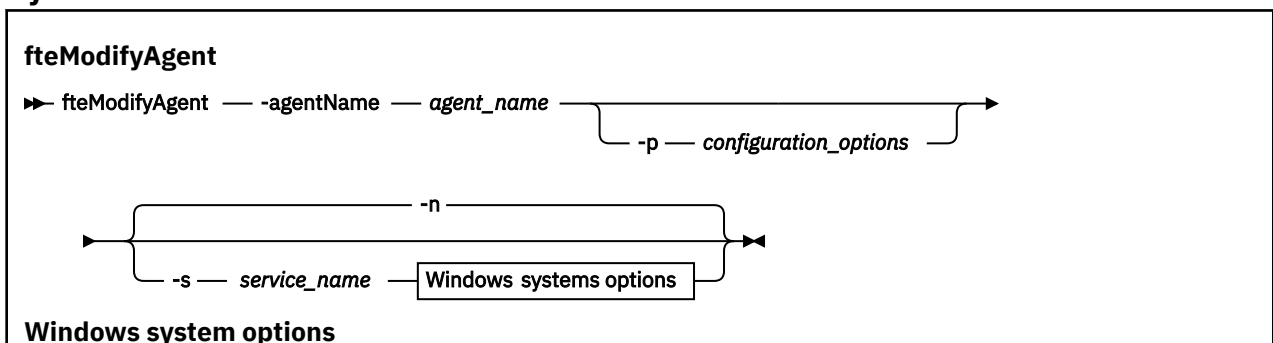 fteModifyAgent
fteModifyAgent -agentName agent_name
-p configuration_options
-n
-s service_name Windows systems options
Windows system options